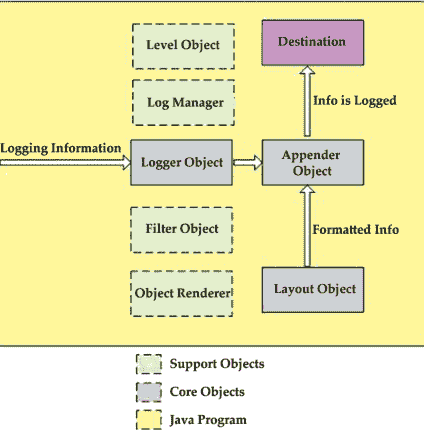 Level Object
Destination
Log Manager
Info is Logged
Logging Information
Logger Object
Appender
Object
Filter Object
Formatted Info
Object Renderer
Layout Object
Support Objects
Core Objects
Java Program